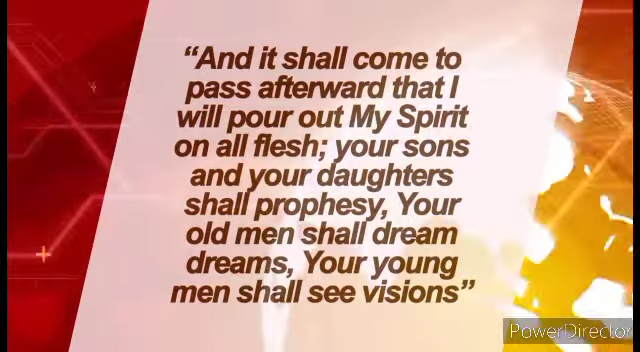 “And it shall come to
pass afterward that I
will pour out My Spirit
on all flesh; your sons
and your daughters
shall prophesy, Your
old men shall dream
dreams, Your young
men shall see visions”
PowerDirector